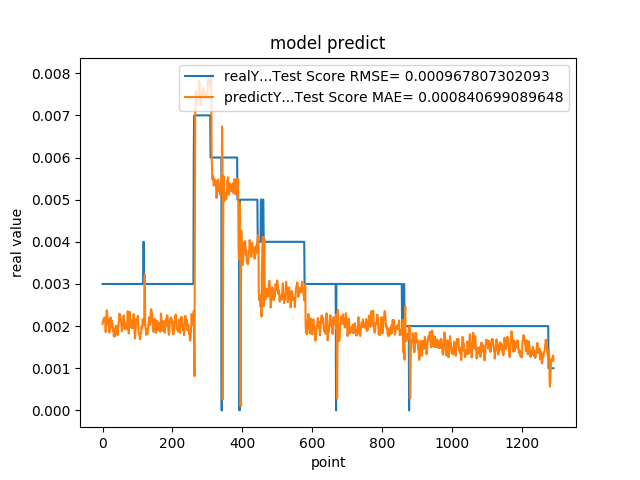 model predict
realY...Test Score RMSE= 0.000967807302093
predictY...Test Score MAE= 0.000840699089648
0.008
0.007
0.006
0.005
0.004
0.003
0.002
0.001
0.000
real value
0 200 400 600 800 1000 1200
point